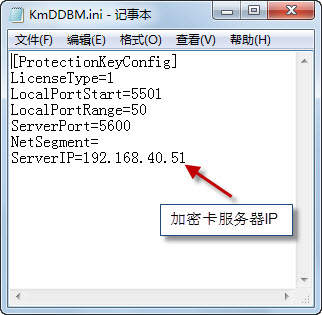 KmDDBM.ini - 记事本
文件(F) 编辑(E) 格式(O) 查看(V) 帮助(H)
[ProtectionKeyConfig]
LicenseType=1
LocalPortStart=5501
LocalPortRange=50
ServerPort=5600
NetSegment=
ServerIP=192.168.40.51
加密卡服务器IP